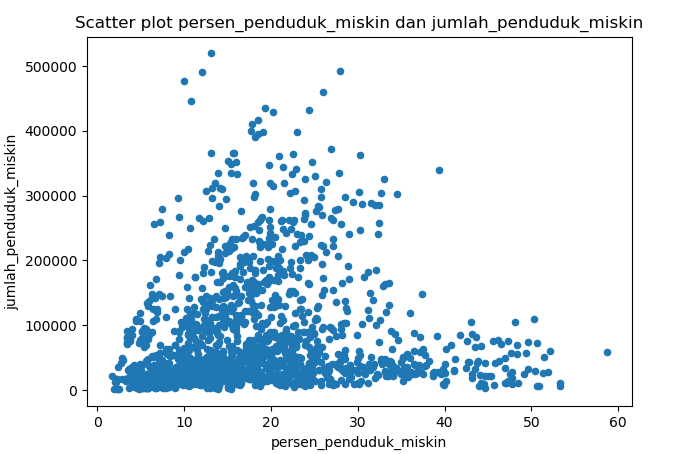 Scatter plot persen_penduduk_miskin dan jumlah_penduduk_miskin
500000
400000
300000
200000
100000
0
jumlah_penduduk_miskin
0 10 20 30 40 50 60
persen_penduduk_miskin